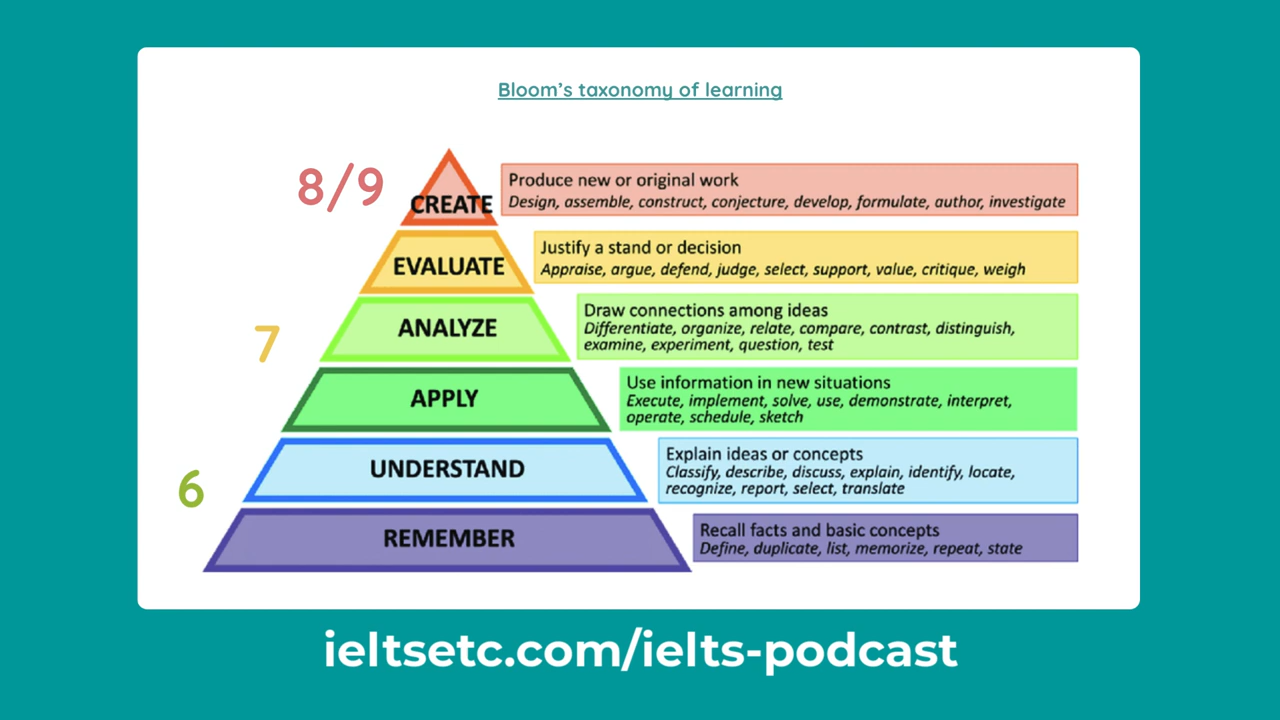 Bloom's taxonomy of learning
8/9
CREATE
Produce new or original work
Design, assemble, construct, conjecture, develop, formulate, author, investigate
EVALUATE
Justify a stand or decision
Appraise, argue, defend, judge, select, support, value, critique, weigh
7
ANALYZE
Draw connections among ideas
Differentiate, organize, relate, compare, contrast, distinguish,
examine, experiment, question, test
APPLY
Use information in new situations
Execute, implement, solve, use, demonstrate, interpret,
operate, schedule, sketch
6
UNDERSTAND
Explain ideas or concepts
Classify, describe, discuss, explain, identify, locate,
recognize, report, select, translate
REMEMBER
Recall facts and basic concepts
Define, duplicate, list, memorize, repeat, state
ieltsetc.com/ielts-podcast